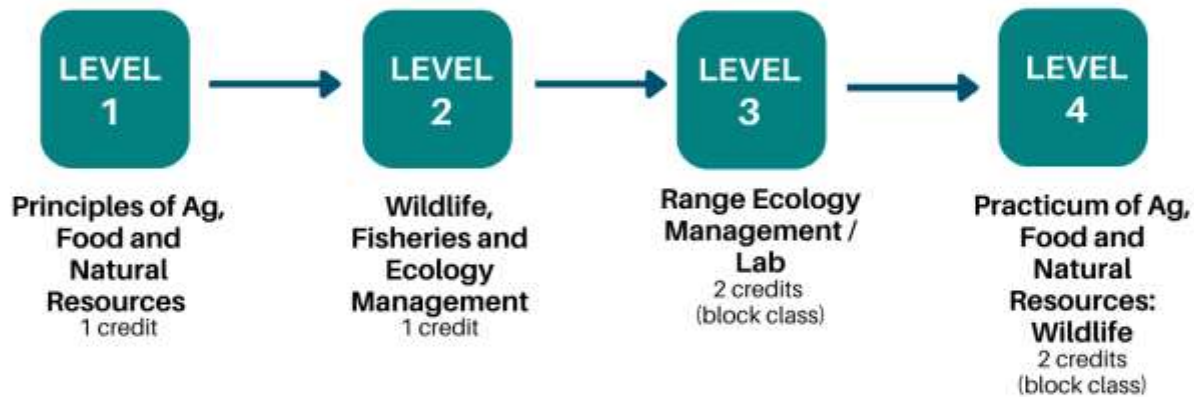 LEVEL
1
Principles of Ag,
Food and
Natural
Resources
1 credit
LEVEL
2
Wildlife,
Fisheries and
Ecology
Management
1 credit
LEVEL
3
Range Ecology
Management /
Lab
2 credits
(block class)
LEVEL
4
Practicum of Ag,
Food and
Natural
Resources:
Wildlife
2 credits
(block class)